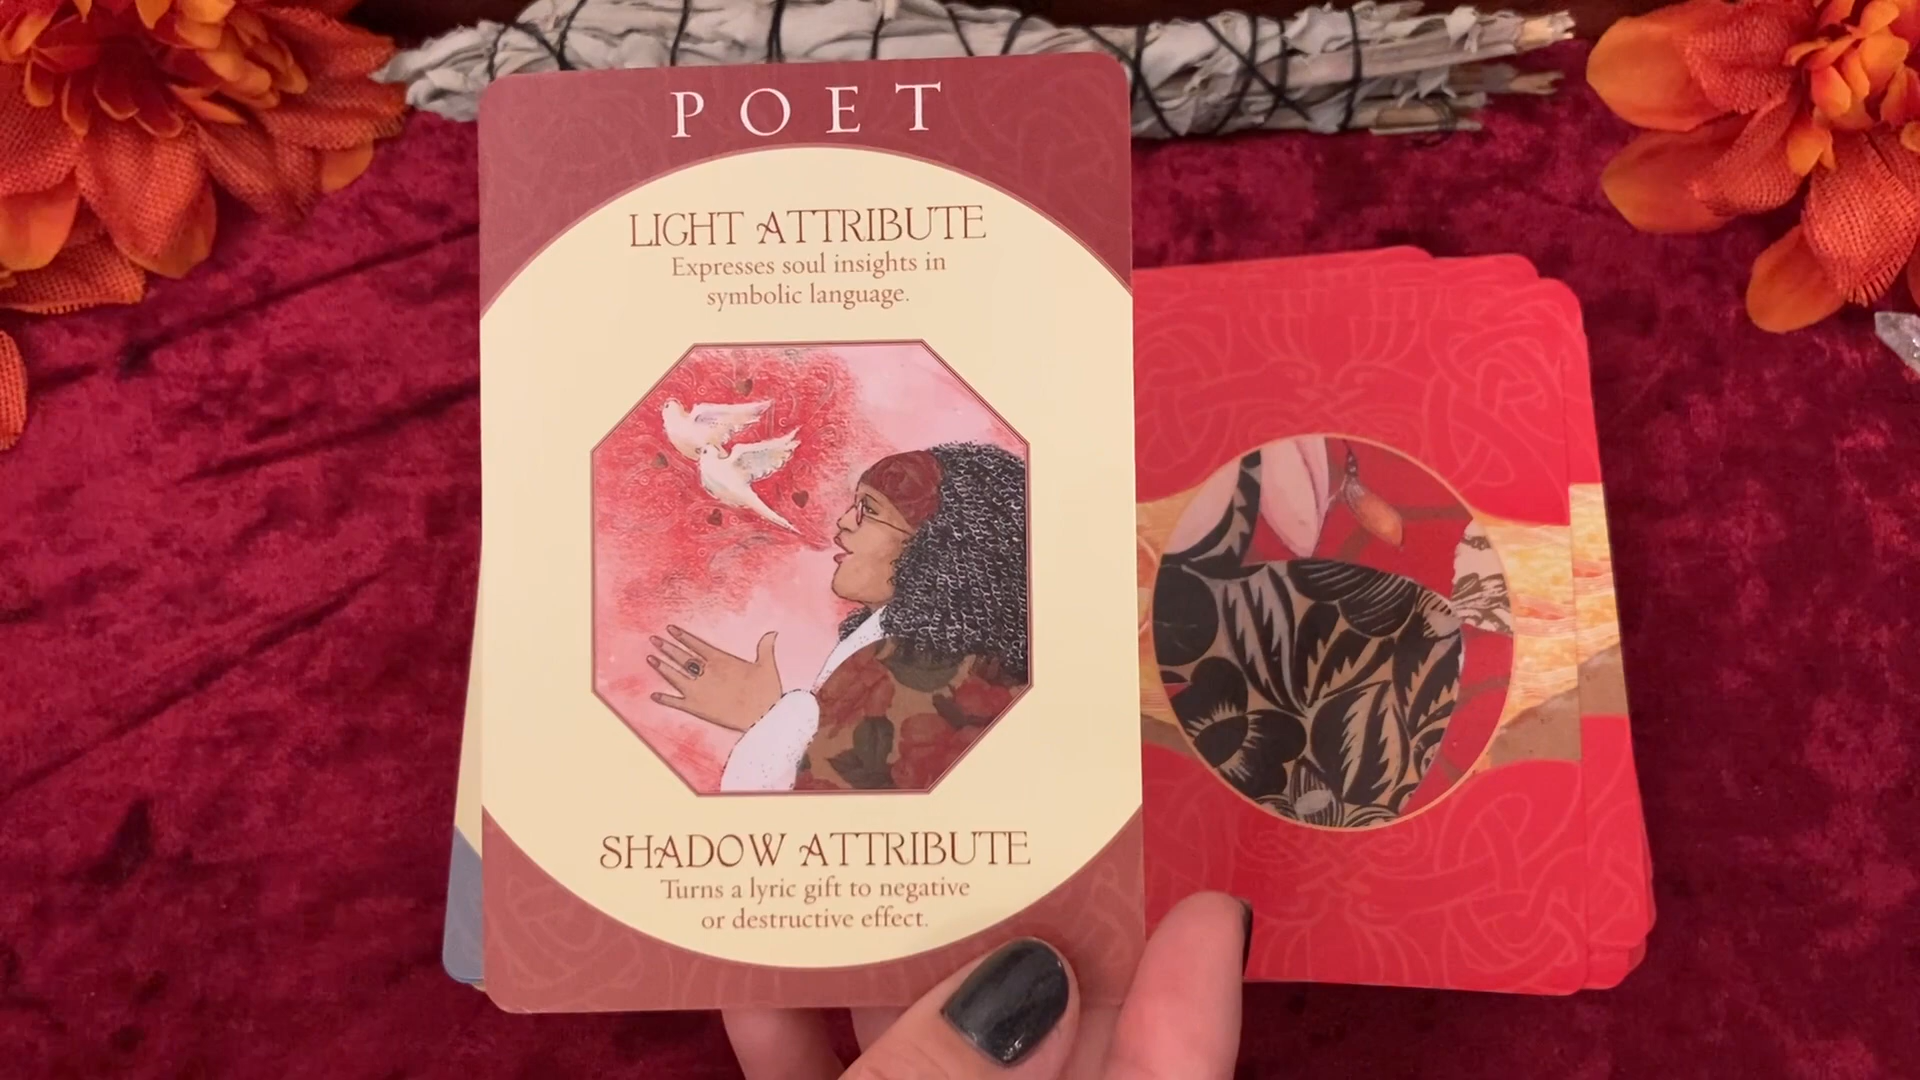 POET
LIGHT ATTRIBUTE
Expresses soul insights in
symbolic language.
SHADOW ATTRIBUTE
Turns a lyric gift to negative
or destructive effect.